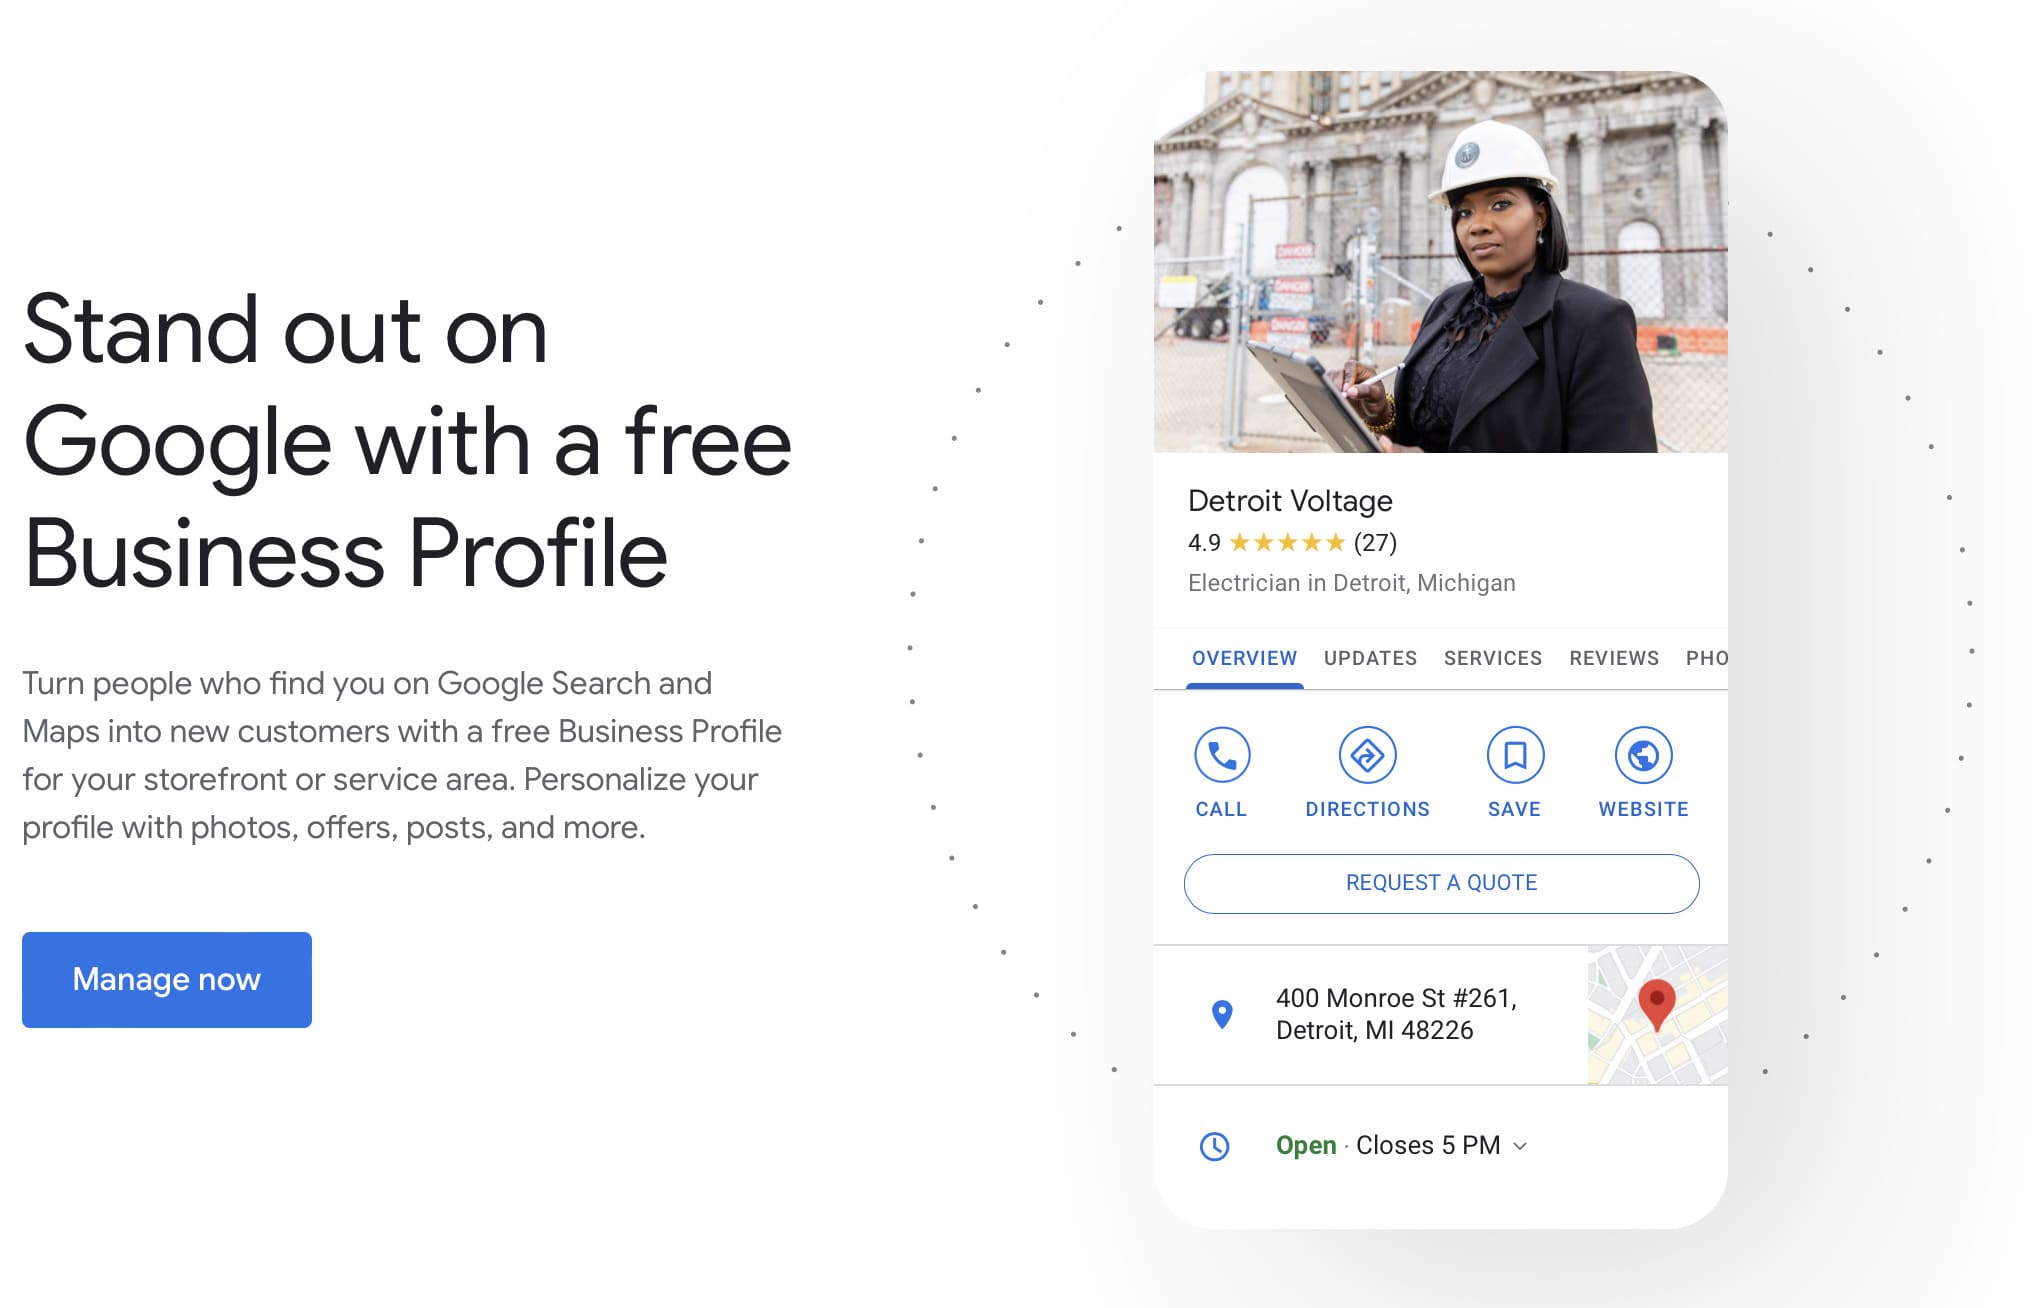 Stand out on
Google with a free
Business Profile
Turn people who find you on Google Search and
Maps into new customers with a free Business Profile
for your storefront or service area. Personalize your
profile with photos, offers, posts, and more.
Manage now
DANGER
DANGER
DANGER
Detroit Voltage
4.9 ★★★★★ (27)
Electrician in Detroit, Michigan
OVERVIEW UPDATES SERVICES REVIEWS PHO
CALL DIRECTIONS SAVE WEBSITE
REQUEST A QUOTE
400 Monroe St #261,
Detroit, MI 48226
Open · Closes 5 PM